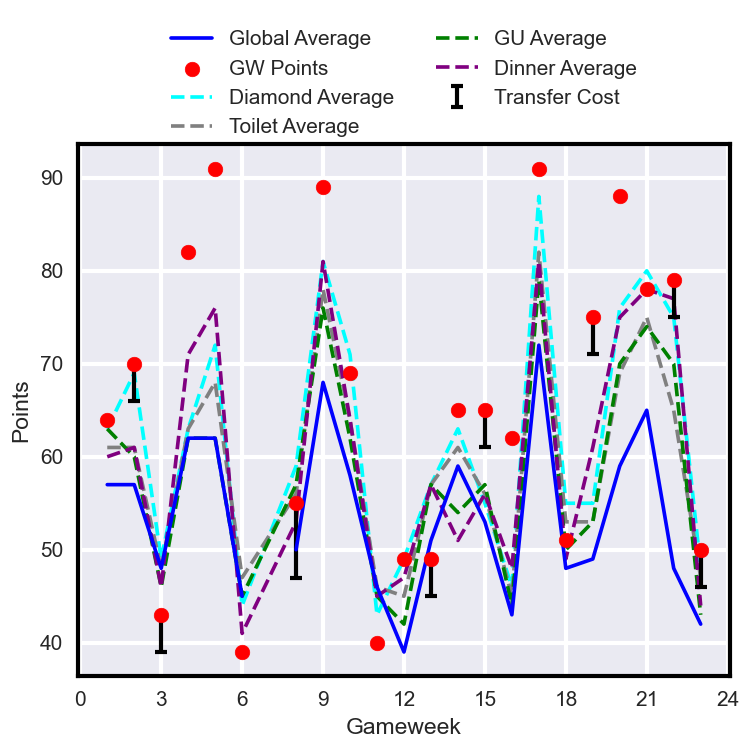 Global Average
GW Points
Diamond Average
Toilet Average
GU Average
Dinner Average
Transfer Cost
90
80
70
60
50
40
Points
0 3 6 9 12 15 18 21 24
Gameweek